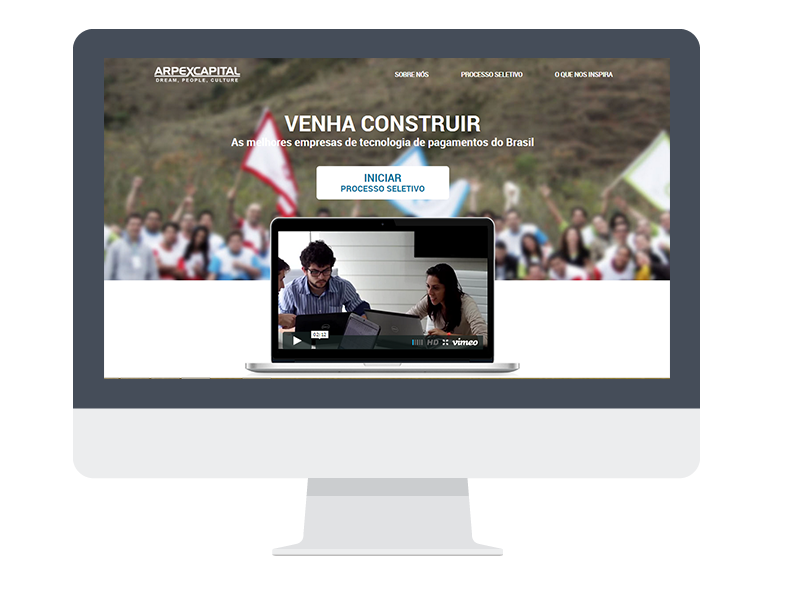 ARPEXCAPITAL
DREAM, PEOPLE, CULTURE
SOBRE NÓS
PROCESSO SELETIVO
O QUE NOS INSPIRA
VENHA CONSTRUIR
As melhores empresas de tecnologia de pagamentos do Brasil
INICIAR
PROCESSO SELETIVO
02:12
HD
vimeo